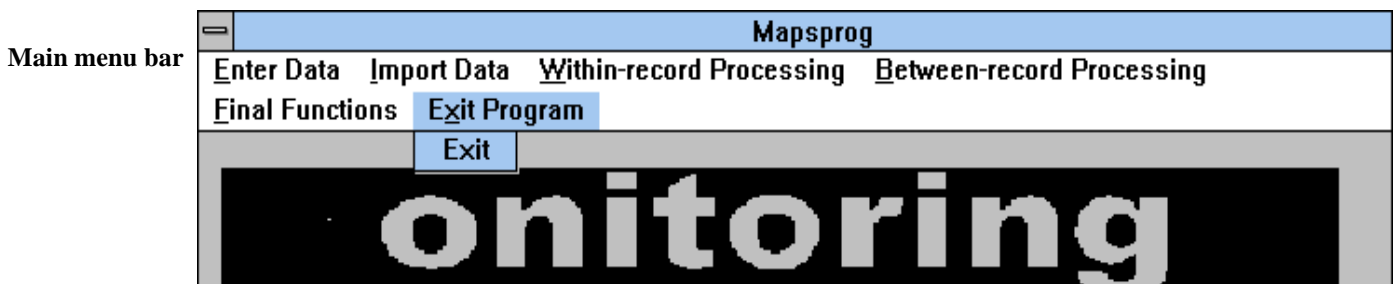 Mapsprog
Main menu bar
Enter Data Import Data Within-record Processing Between-record Processing
Final Functions Exit Program
Exit
onitoring